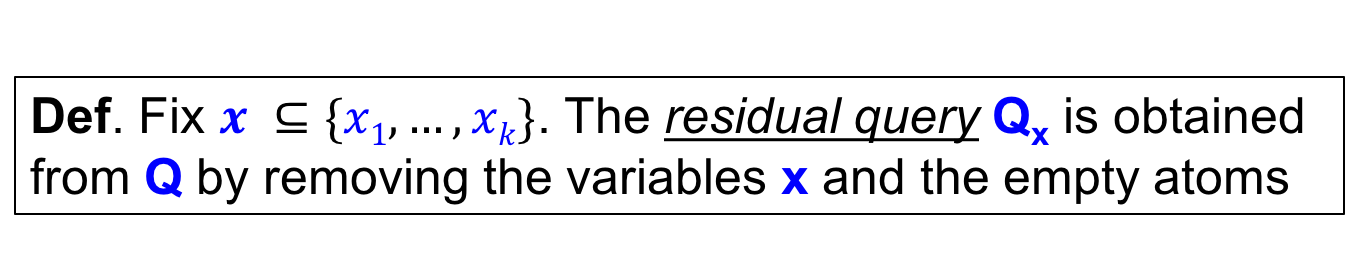 Def. Fix x ⊆ {x₁, … , xₖ}. The residual query Qₓ is obtained
from Q by removing the variables x and the empty atoms